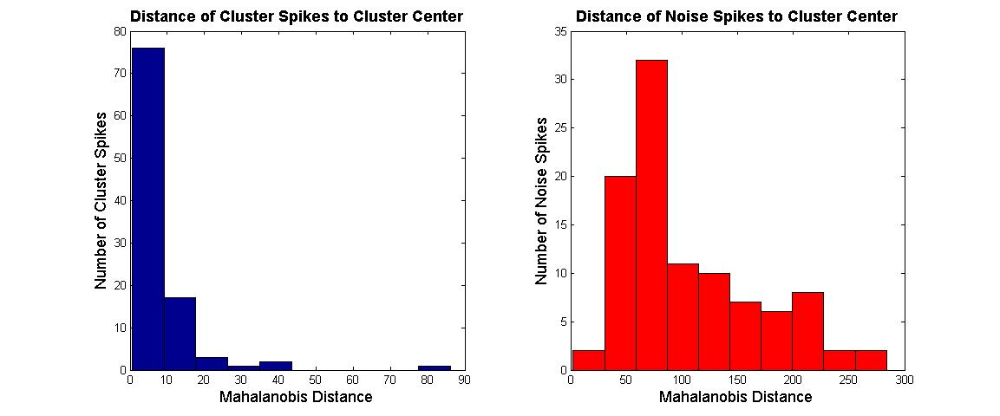 Distance of Cluster Spikes to Cluster Center
80
70
60
50
40
30
20
10
0
Number of Cluster Spikes
0 10 20 30 40 50 60 70 80 90
Mahalanobis Distance
Distance of Noise Spikes to Cluster Center
35
30
25
20
15
10
5
0
Number of Noise Spikes
0 50 100 150 200 250 300
Mahalanobis Distance